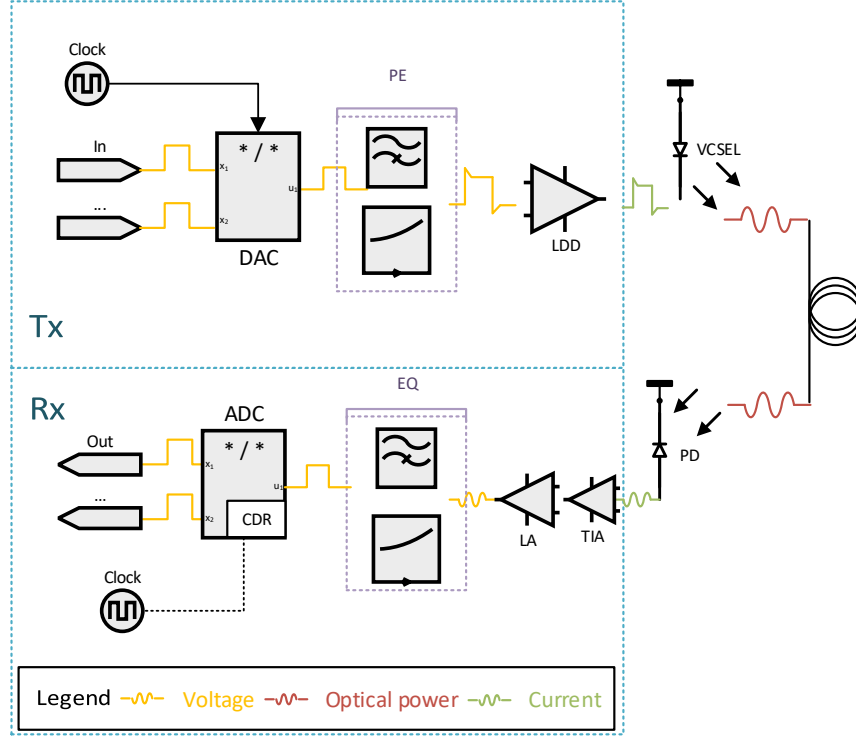 Clock
PE
In
* / *
VCSEL
x₁
u₁
...
x₂
DAC
LDD
Tx
EQ
Rx
ADC
Out
* / *
PD
x₁
u₁
...
x₂
CDR
LA
TIA
Clock
Legend Voltage Optical power Current